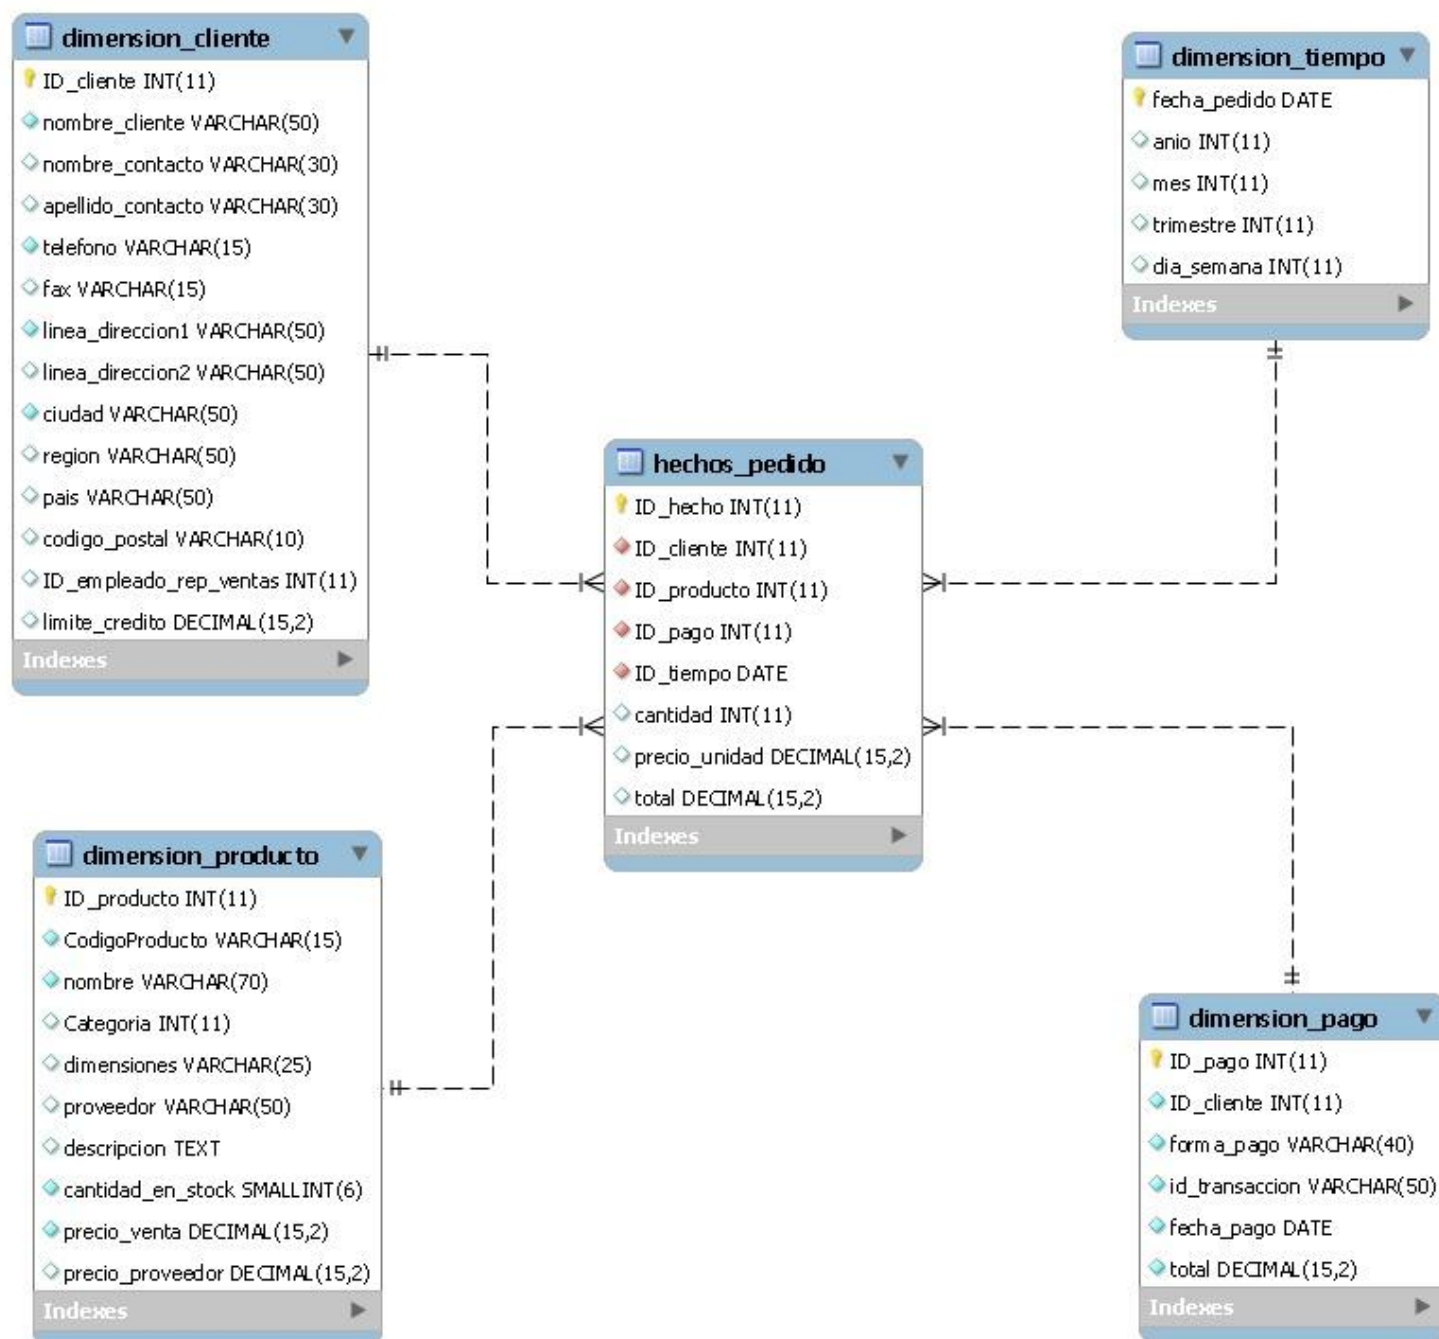 dimension_cliente
ID_cliente INT(11)
nombre_cliente VARCHAR(50)
nombre_contacto VARCHAR(30)
apellido_contacto VARCHAR(30)
telefono VARCHAR(15)
fax VARCHAR(15)
linea_direccion1 VARCHAR(50)
linea_direccion2 VARCHAR(50)
ciudad VARCHAR(50)
region VARCHAR(50)
pais VARCHAR(50)
codigo_postal VARCHAR(10)
ID_empleado_rep_ventas INT(11)
limite_credito DECIMAL(15,2)
Indexes
dimension_tiempo
fecha_pedido DATE
anio INT(11)
mes INT(11)
trimestre INT(11)
dia_semana INT(11)
Indexes
hechos_pedido
ID_hecho INT(11)
ID_cliente INT(11)
ID_producto INT(11)
ID_pago INT(11)
ID_tiempo DATE
cantidad INT(11)
precio_unidad DECIMAL(15,2)
total DECIMAL(15,2)
Indexes
dimension_producto
ID_producto INT(11)
CodigoProducto VARCHAR(15)
nombre VARCHAR(70)
Categoria INT(11)
dimensiones VARCHAR(25)
proveedor VARCHAR(50)
descripcion TEXT
cantidad_en_stock SMALLINT(6)
precio_venta DECIMAL(15,2)
precio_proveedor DECIMAL(15,2)
Indexes
dimension_pago
ID_pago INT(11)
ID_cliente INT(11)
forma_pago VARCHAR(40)
id_transaccion VARCHAR(50)
fecha_pago DATE
total DECIMAL(15,2)
Indexes